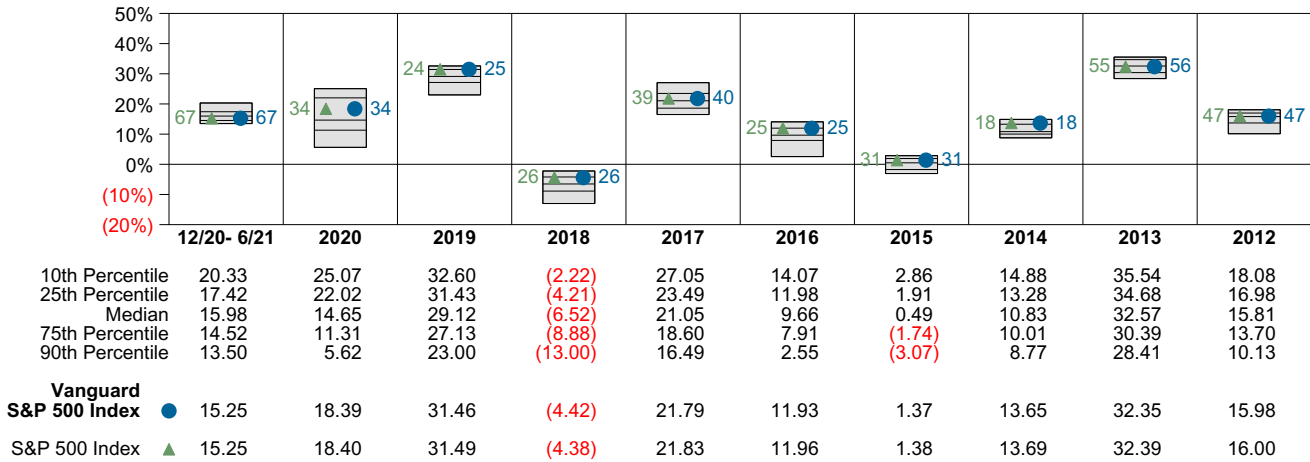 50%
40%
30%
20%
10%
0%
(10%)
(20%)
67 67
34 34
24 25
26 26
39 40
25 25
31 31
18 18
55 56
47 47
12/20- 6/21 2020 2019 2018 2017 2016 2015 2014 2013 2012
10th Percentile 20.33 25.07 32.60 (2.22) 27.05 14.07 2.86 14.88 35.54 18.08
25th Percentile 17.42 22.02 31.43 (4.21) 23.49 11.98 1.91 13.28 34.68 16.98
Median 15.98 14.65 29.12 (6.52) 21.05 9.66 0.49 10.83 32.57 15.81
75th Percentile 14.52 11.31 27.13 (8.88) 18.60 7.91 (1.74) 10.01 30.39 13.70
90th Percentile 13.50 5.62 23.00 (13.00) 16.49 2.55 (3.07) 8.77 28.41 10.13
Vanguard
S&P 500 Index 15.25 18.39 31.46 (4.42) 21.79 11.93 1.37 13.65 32.35 15.98
S&P 500 Index 15.25 18.40 31.49 (4.38) 21.83 11.96 1.38 13.69 32.39 16.00